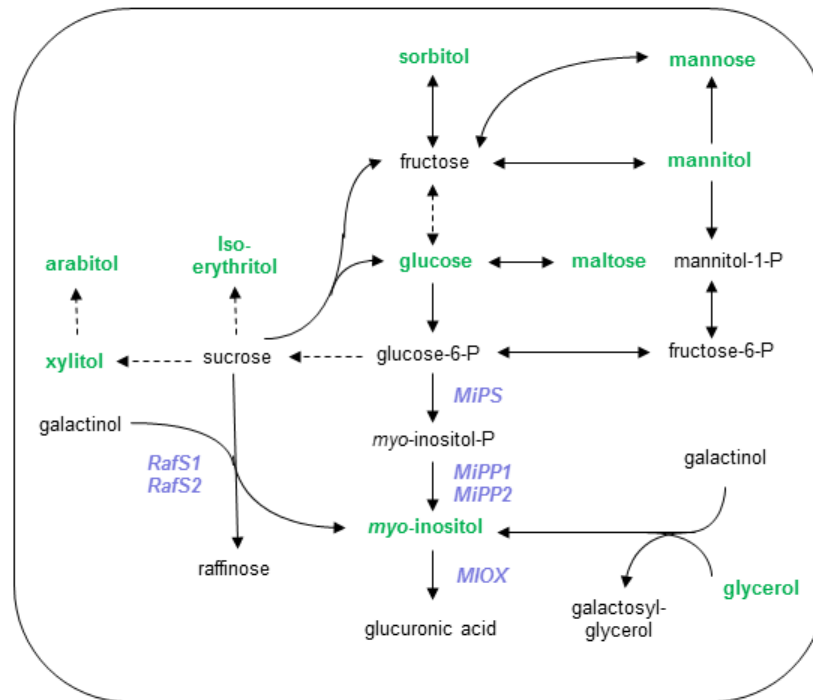 sorbitol
mannose
fructose
mannitol
arabitol
Iso-
erythritol
glucose
maltose
mannitol-1-P
xylitol
sucrose
glucose-6-P
fructose-6-P
MiPS
galactinol
myo-inositol-P
RafS1
RafS2
MiPP1
MiPP2
galactinol
myo-inositol
raffinose
MIOX
glycerol
glucuronic acid
galactosyl-
glycerol